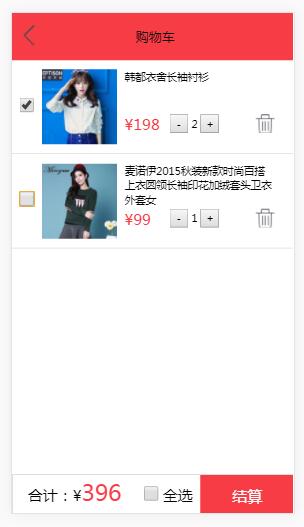 购物车
EPTISON
韩都衣舍长袖衬衫
¥198
- 2 +
麦诺伊2015秋装新款时尚百搭
上衣圆领长袖印花加绒套头卫衣
外套女
¥99
- 1 +
合计：¥396
全选
结算